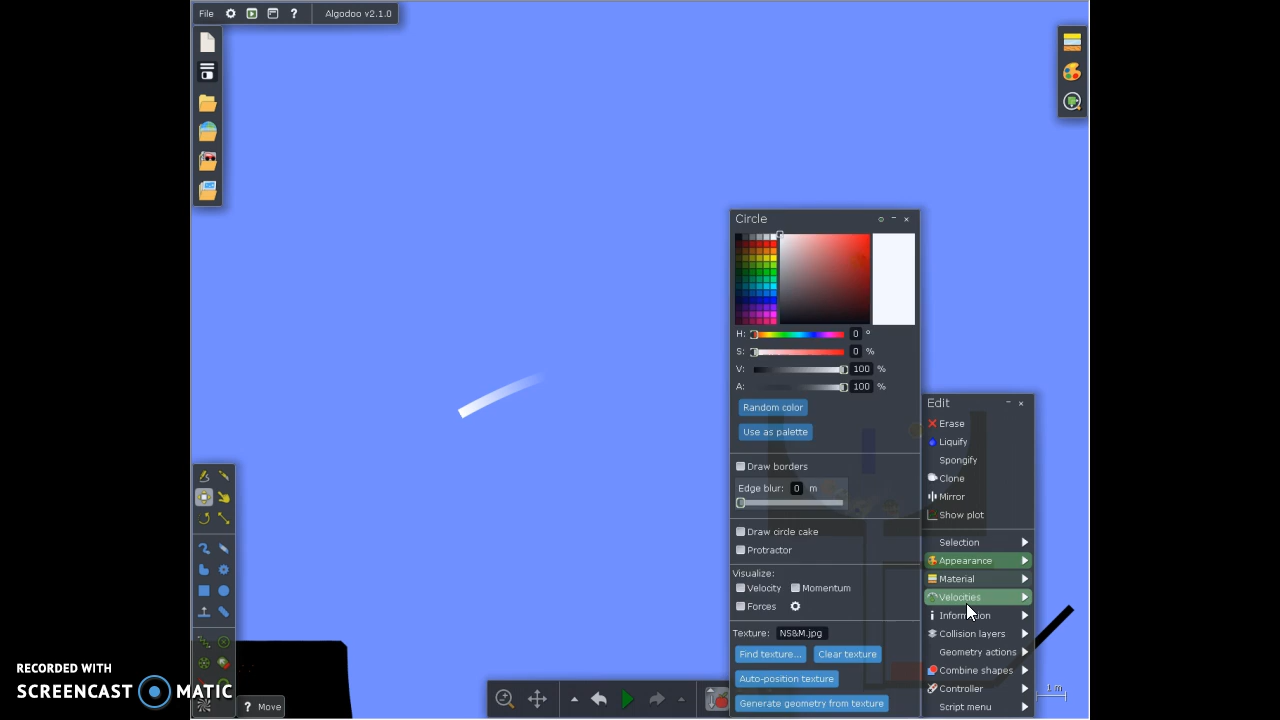 File ? Algodoo v2.1.0
Circle
H: 0 °
S: 0 %
V: 100 %
A: 100 %
Random color
Use as palette
Draw borders
Edge blur: 0 m
Draw circle cake
Protractor
Visualize:
Velocity Momentum
Forces
Texture: NS&M.jpg
Find texture... Clear texture
Auto-position texture
Generate geometry from texture
Edit
Erase
Liquify
Spongify
Clone
Mirror
Show plot
Selection
Appearance
Material
Velocities
Information
Collision layers
Geometry actions
Combine shapes
Controller
Script menu
1 m
? Move
RECORDED WITH
SCREENCAST MATIC